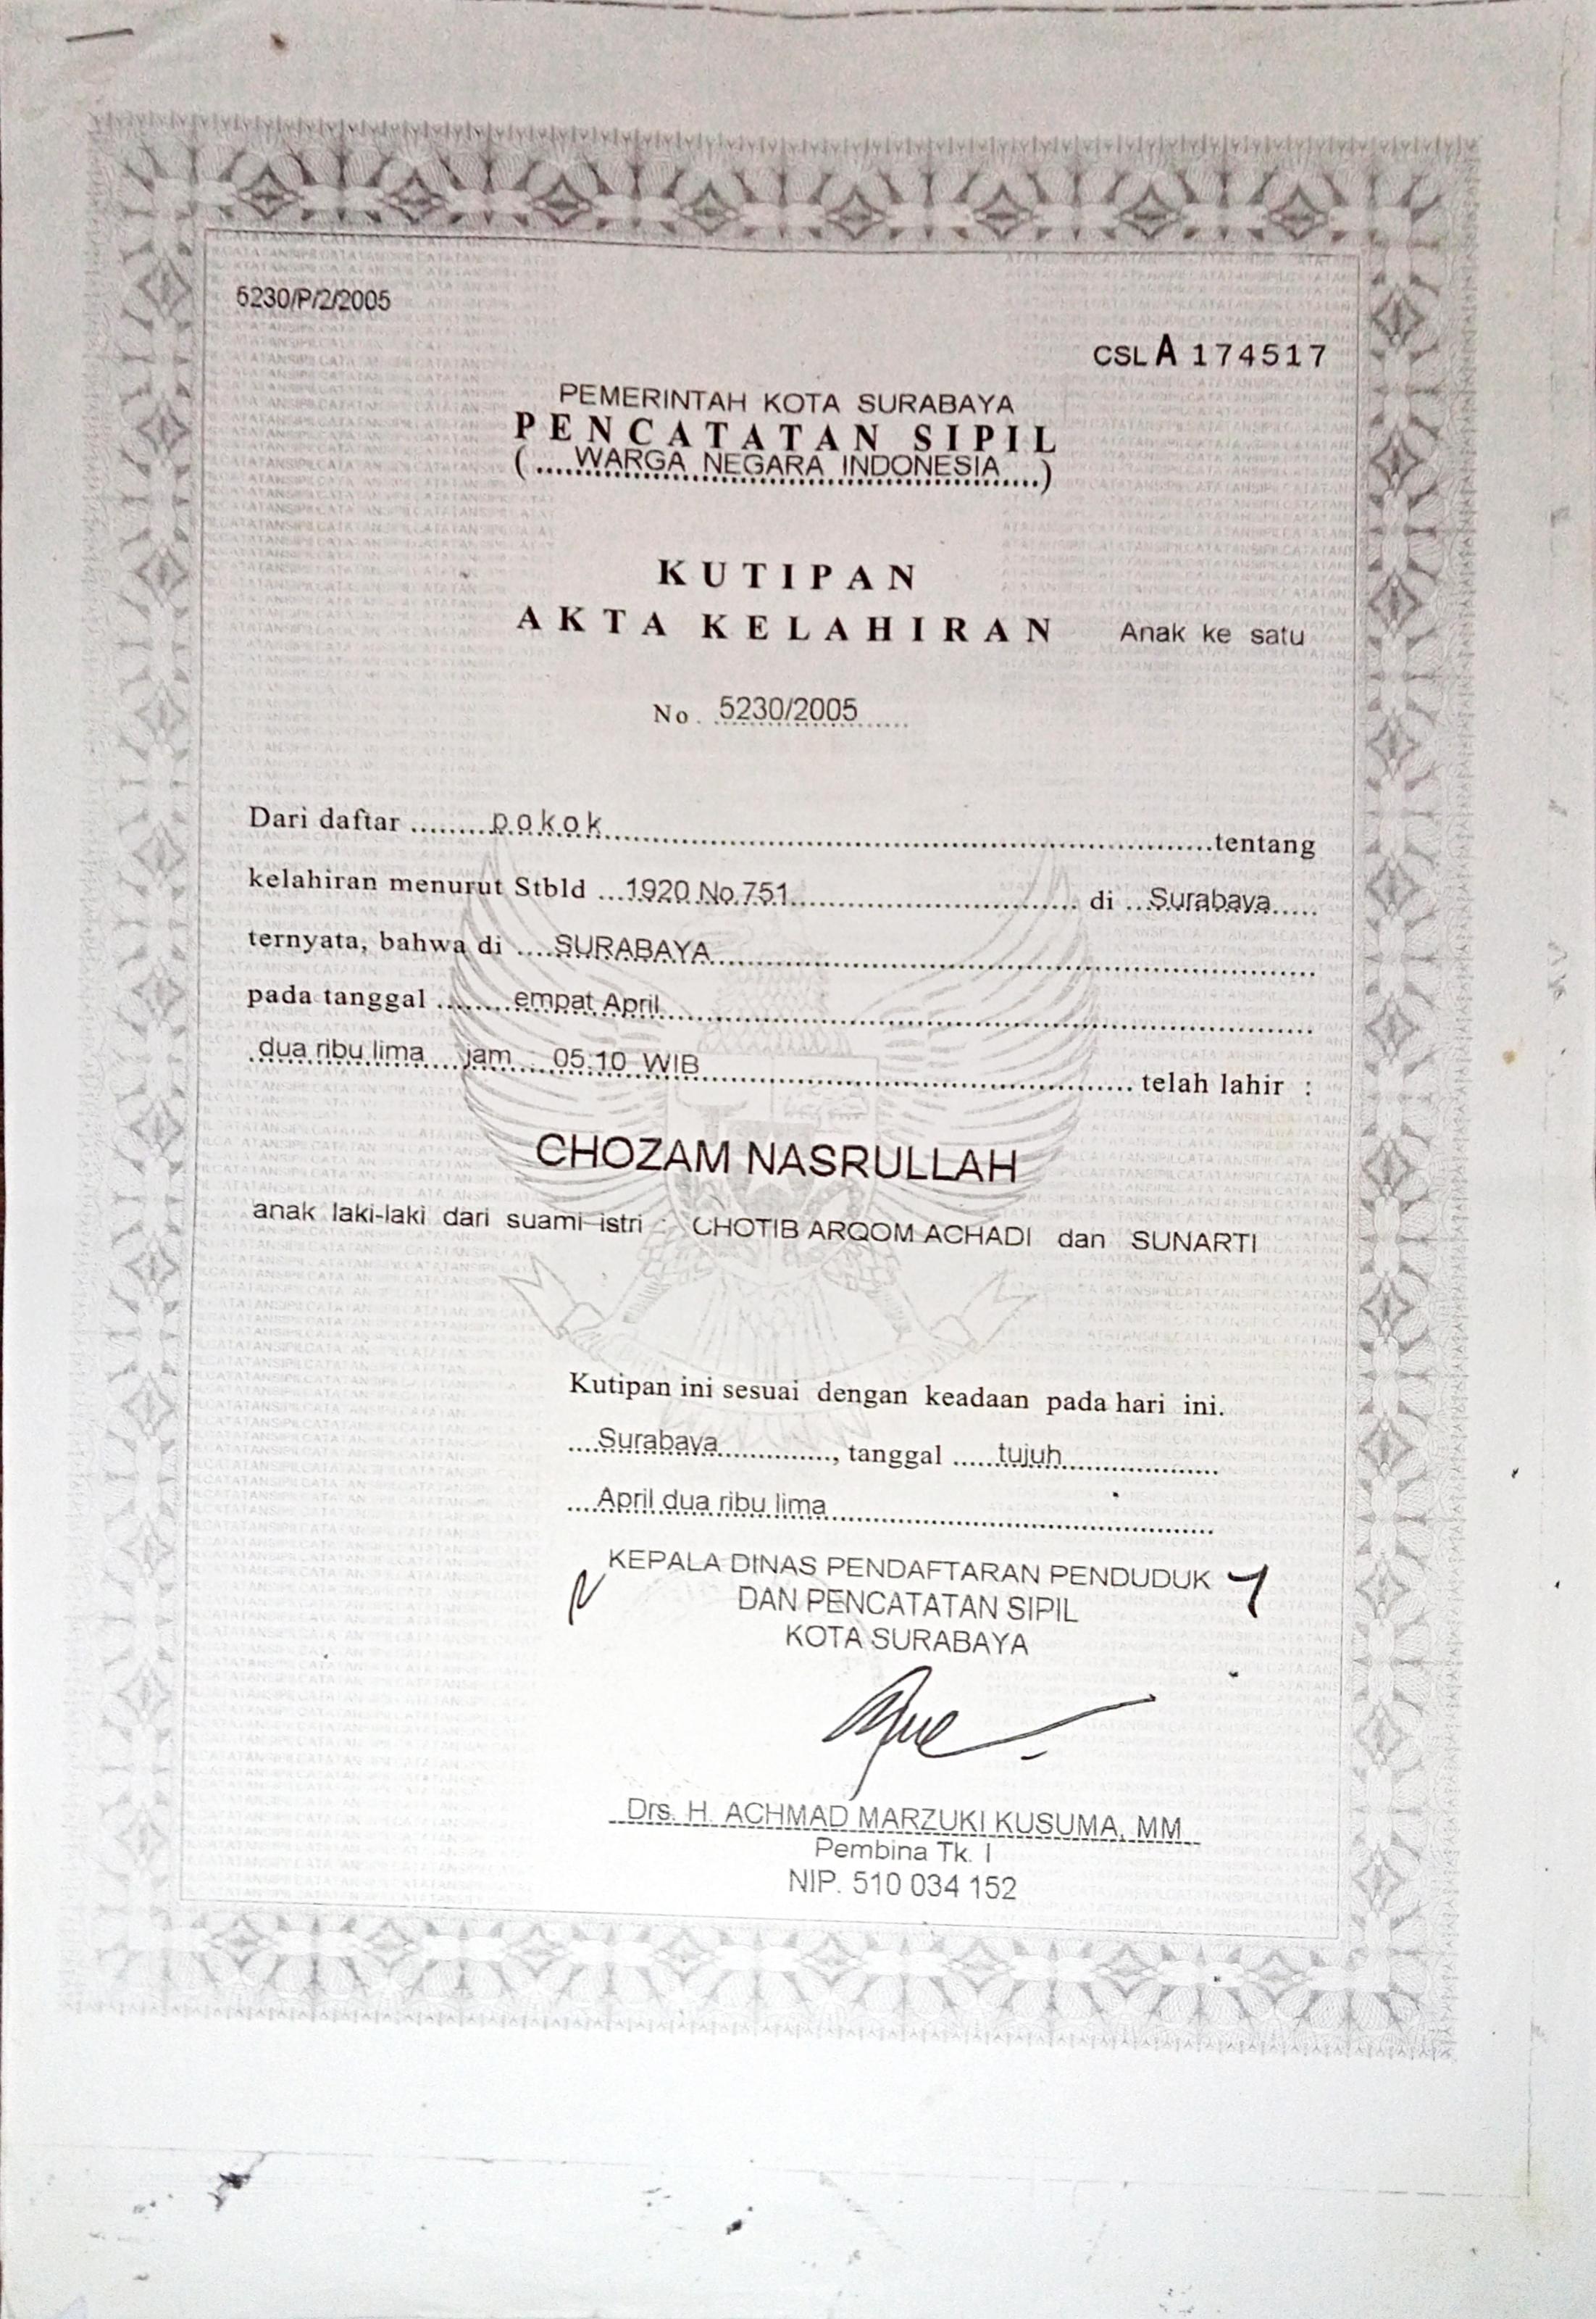 5230/P/2/2005
CSL A 174517
PEMERINTAH KOTA SURABAYA
PENCATATAN SIPIL
(.....WARGA NEGARA INDONESIA.....)
KUTIPAN
AKTA KELAHIRAN Anak ke satu
No. 5230/2005
Dari daftar pokok tentang
kelahiran menurut Stbld 1920 No.751 di Surabaya
ternyata, bahwa di SURABAYA
pada tanggal empat April
dua ribu lima jam : 05:10 WIB telah lahir :
CHOZAM NASRULLAH
anak laki-laki dari suami-istri : CHOTIB ARQOM ACHADI dan SUNARTI
Kutipan ini sesuai dengan keadaan pada hari ini.
Surabaya, tanggal tujuh
April dua ribu lima
KEPALA DINAS PENDAFTARAN PENDUDUK
DAN PENCATATAN SIPIL
KOTA SURABAYA
Drs. H. ACHMAD MARZUKI KUSUMA, MM
Pembina Tk. I
NIP. 510 034 152